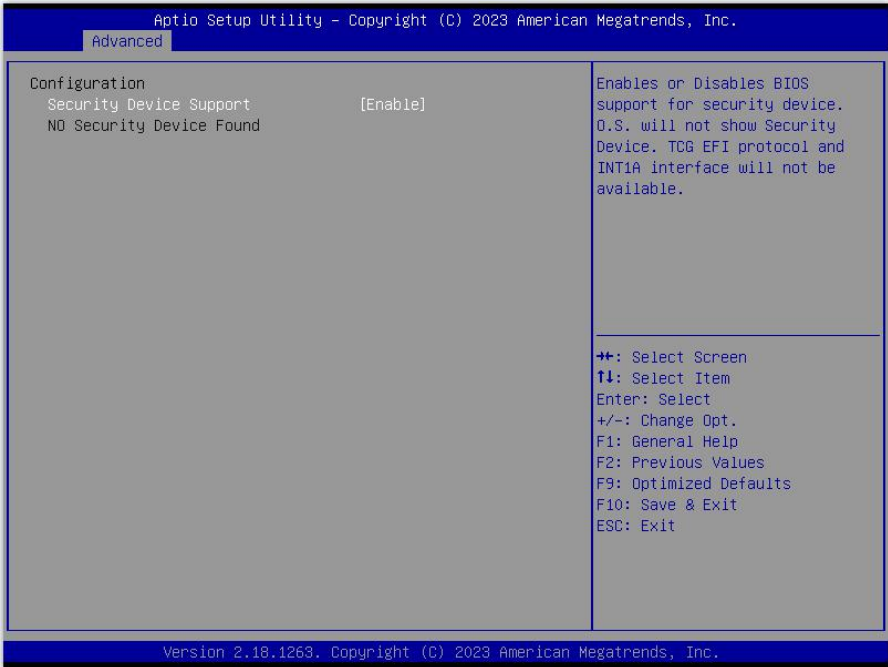 Aptio Setup Utility – Copyright (C) 2023 American Megatrends, Inc.
Advanced
Configuration
Security Device Support [Enable]
NO Security Device Found
Enables or Disables BIOS
support for security device.
O.S. will not show Security
Device. TCG EFI protocol and
INT1A interface will not be
available.
→←: Select Screen
↑↓: Select Item
Enter: Select
+/-: Change Opt.
F1: General Help
F2: Previous Values
F9: Optimized Defaults
F10: Save & Exit
ESC: Exit
Version 2.18.1263. Copyright (C) 2023 American Megatrends, Inc.